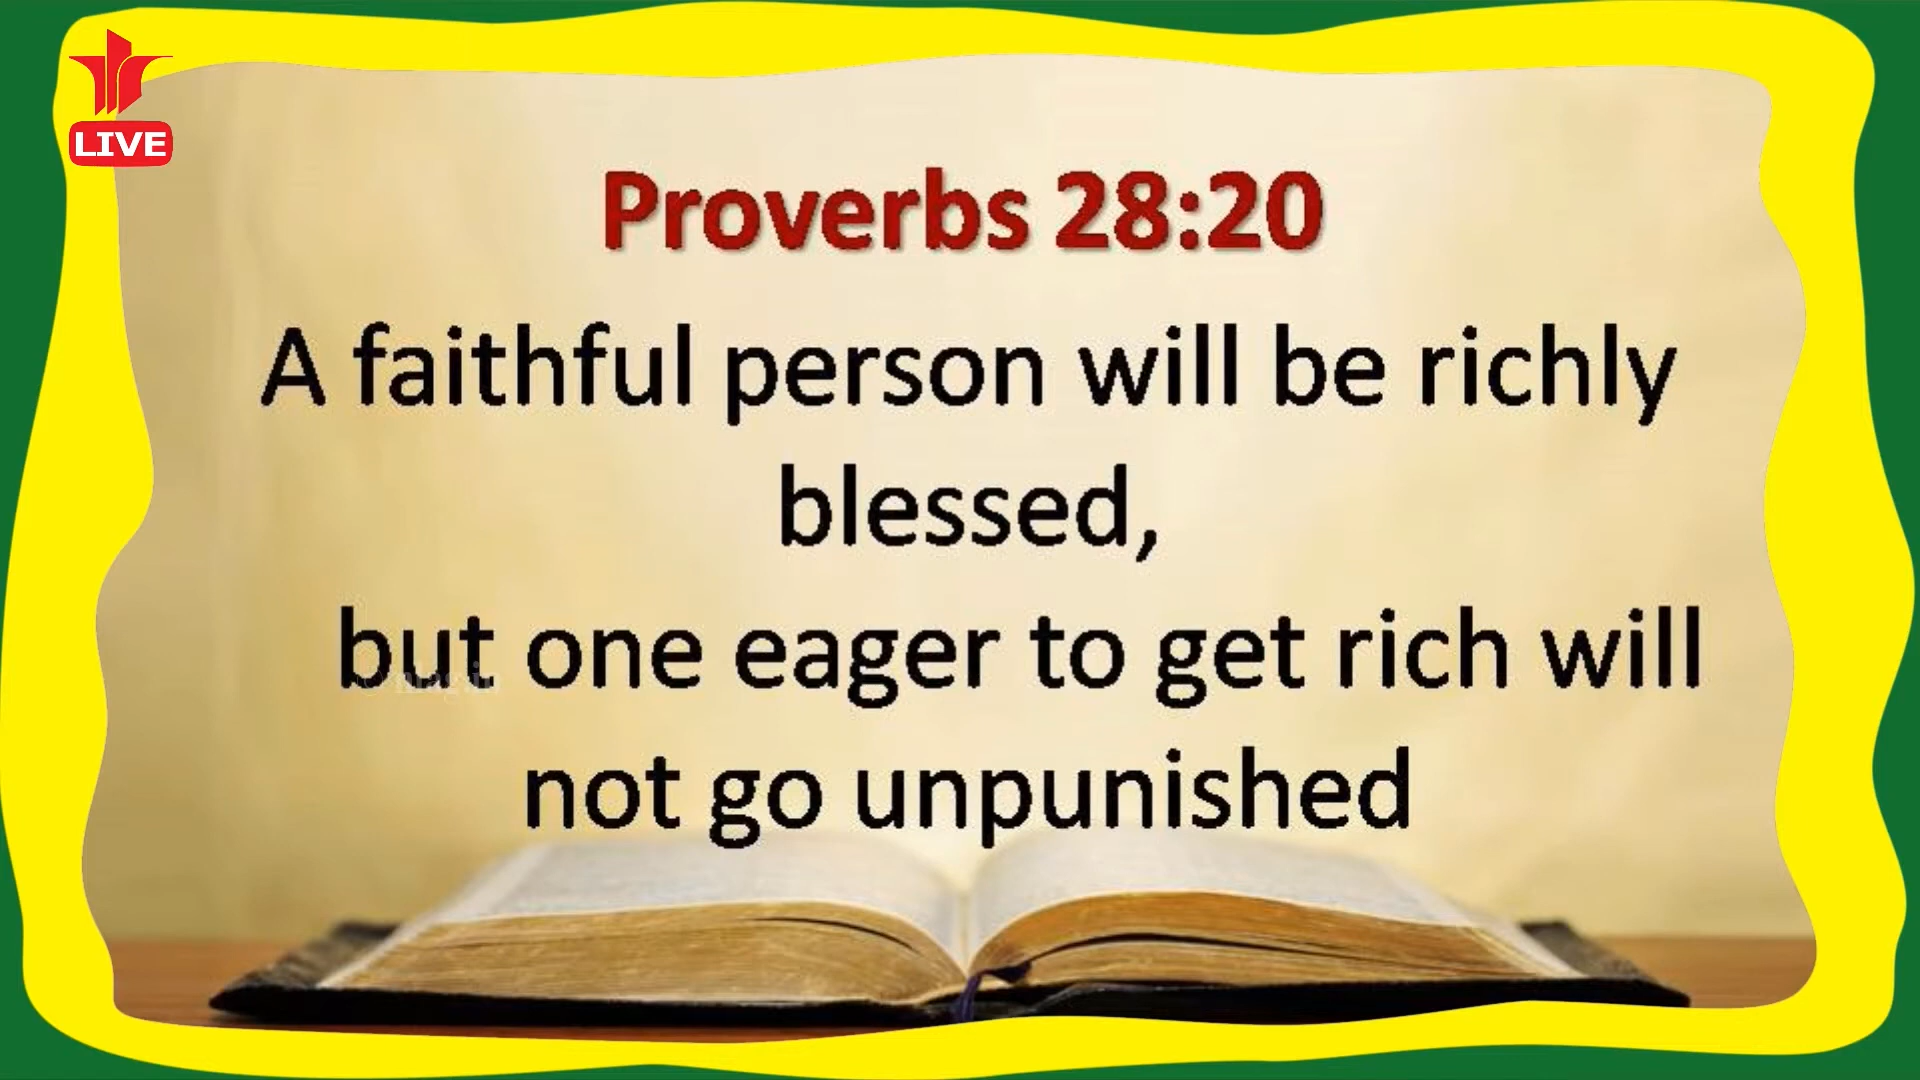 LIVE
Proverbs 28:20
A faithful person will be richly
blessed,
but one eager to get rich will
not go unpunished